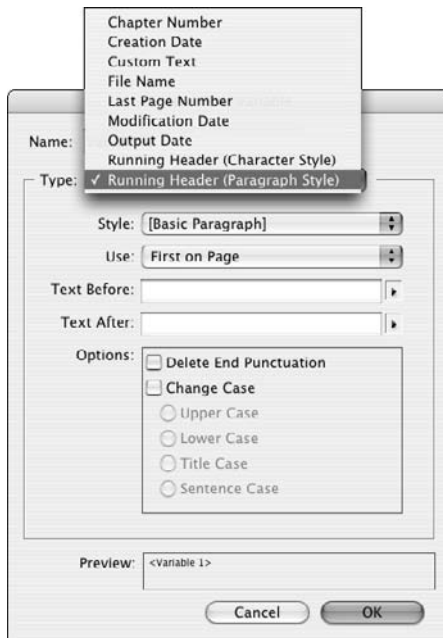 Chapter Number
Creation Date
Custom Text
File Name
Last Page Number
Modification Date
Output Date
Running Header (Character Style)
Name:
Type: ✓ Running Header (Paragraph Style)
Style: [Basic Paragraph]
Use: First on Page
Text Before:
Text After:
Options: Delete End Punctuation
Change Case
Upper Case
Lower Case
Title Case
Sentence Case
Preview: <Variable 1>
Cancel OK